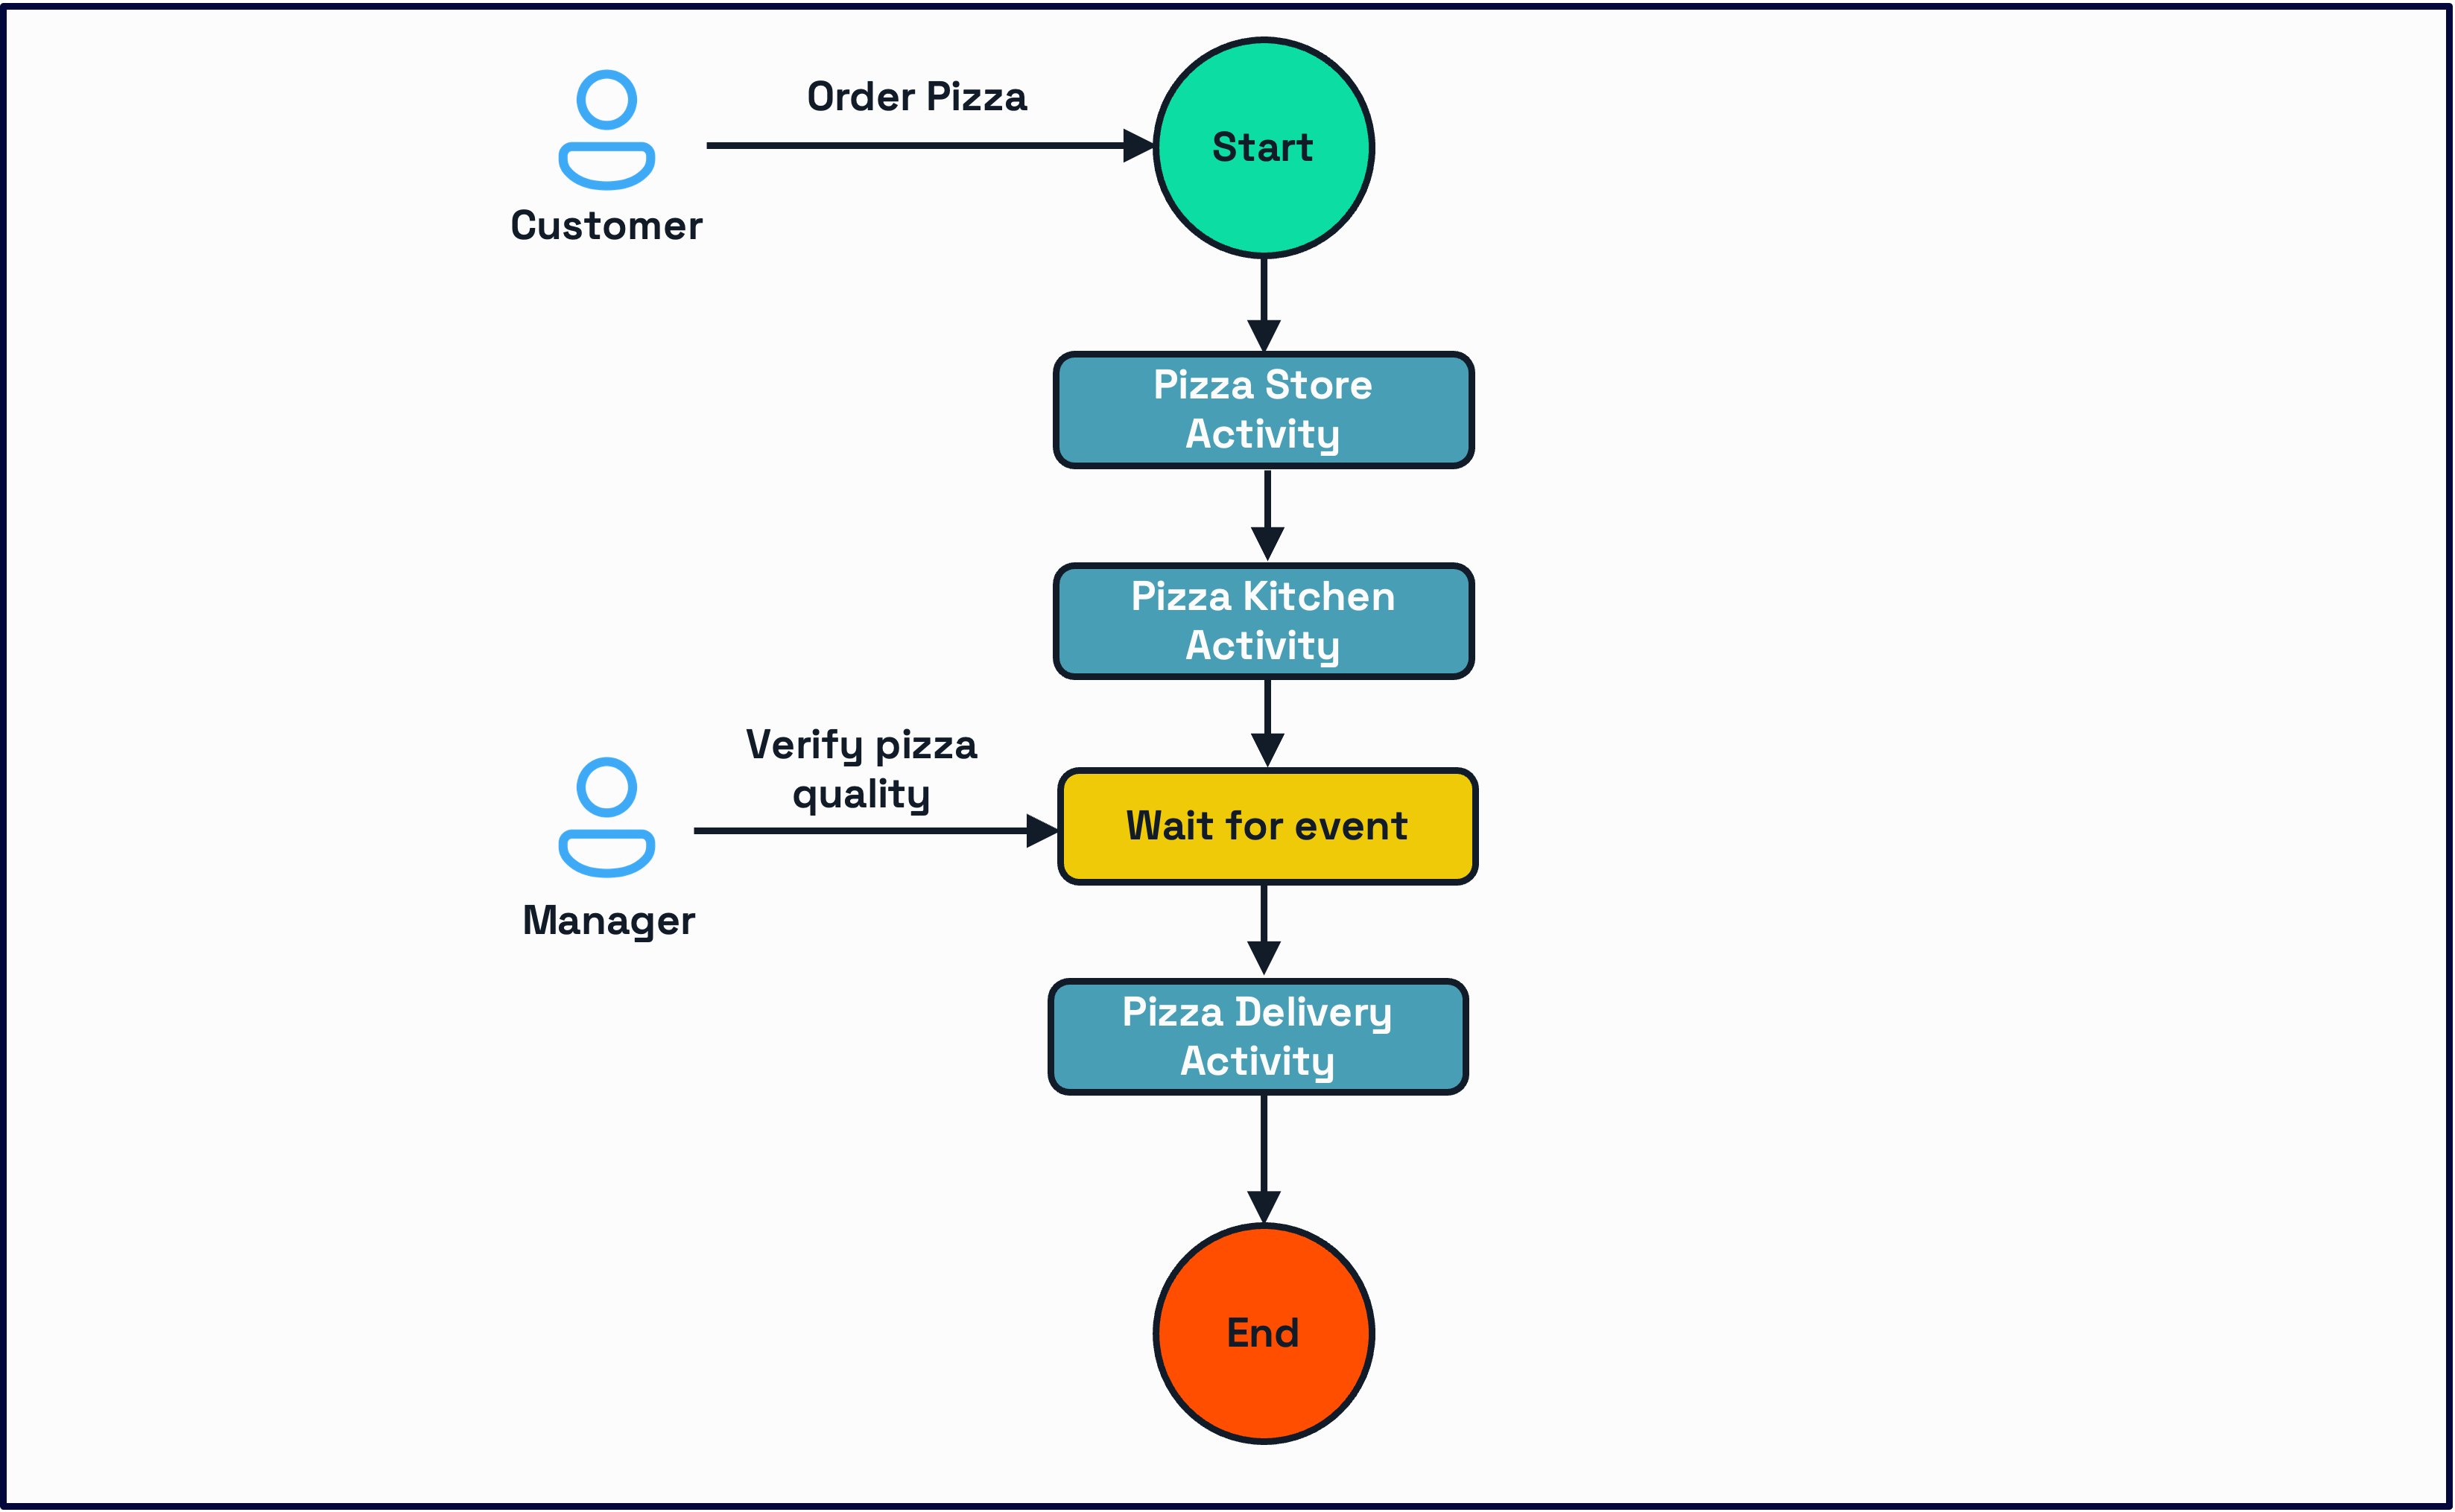 Order Pizza
Start
Customer
Pizza Store
Activity
Pizza Kitchen
Activity
Verify pizza
quality
Wait for event
Manager
Pizza Delivery
Activity
End